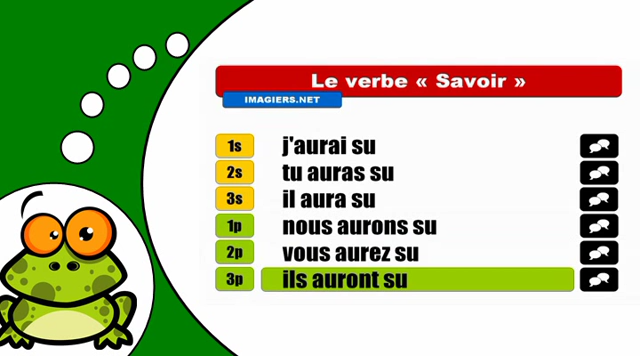 Le verbe « Savoir »
IMAGIERS.NET
1s j'aurai su
2s tu auras su
3s il aura su
1p nous aurons su
2p vous aurez su
3p ils auront su